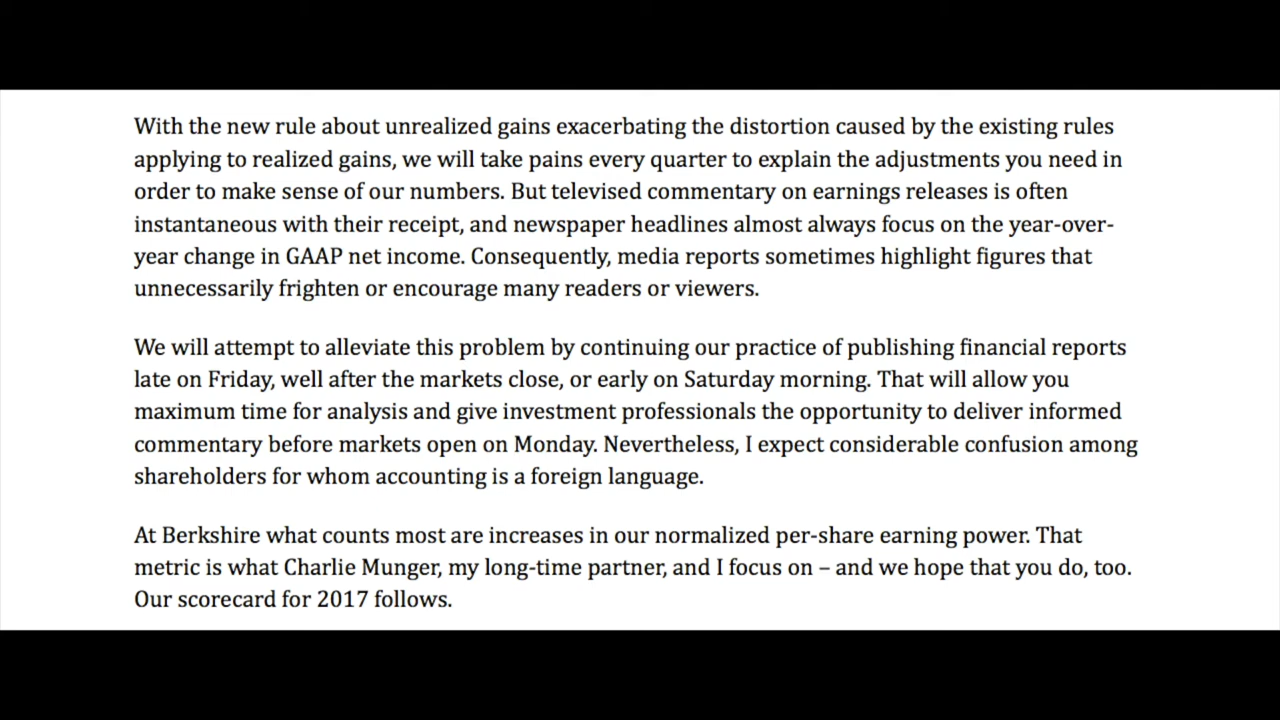 With the new rule about unrealized gains exacerbating the distortion caused by the existing rules
applying to realized gains, we will take pains every quarter to explain the adjustments you need in
order to make sense of our numbers. But televised commentary on earnings releases is often
instantaneous with their receipt, and newspaper headlines almost always focus on the year-over-
year change in GAAP net income. Consequently, media reports sometimes highlight figures that
unnecessarily frighten or encourage many readers or viewers.
We will attempt to alleviate this problem by continuing our practice of publishing financial reports
late on Friday, well after the markets close, or early on Saturday morning. That will allow you
maximum time for analysis and give investment professionals the opportunity to deliver informed
commentary before markets open on Monday. Nevertheless, I expect considerable confusion among
shareholders for whom accounting is a foreign language.
At Berkshire what counts most are increases in our normalized per-share earning power. That
metric is what Charlie Munger, my long-time partner, and I focus on – and we hope that you do, too.
Our scorecard for 2017 follows.